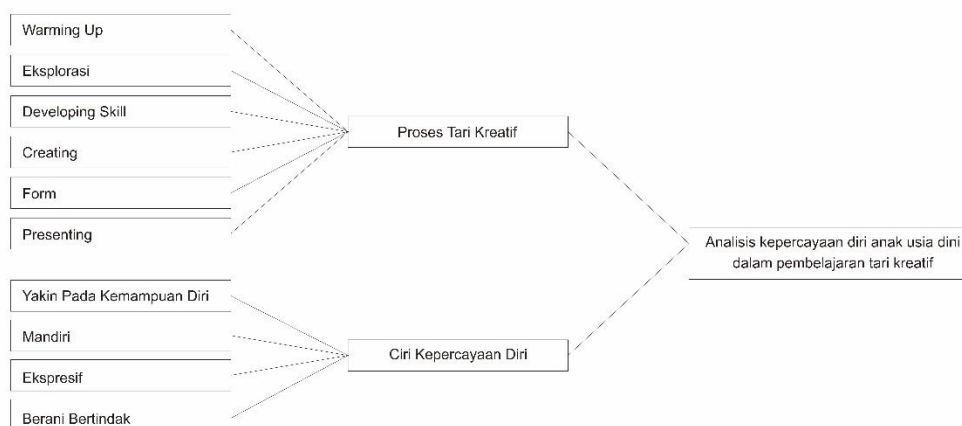 Warming Up
Eksplorasi
Developing Skill
Creating
Form
Presenting
Yakin Pada Kemampuan Diri
Mandiri
Ekspresif
Berani Bertindak
Proses Tari Kreatif
Ciri Kepercayaan Diri
Analisis kepercayaan diri anak usia dini
dalam pembelajaran tari kreatif